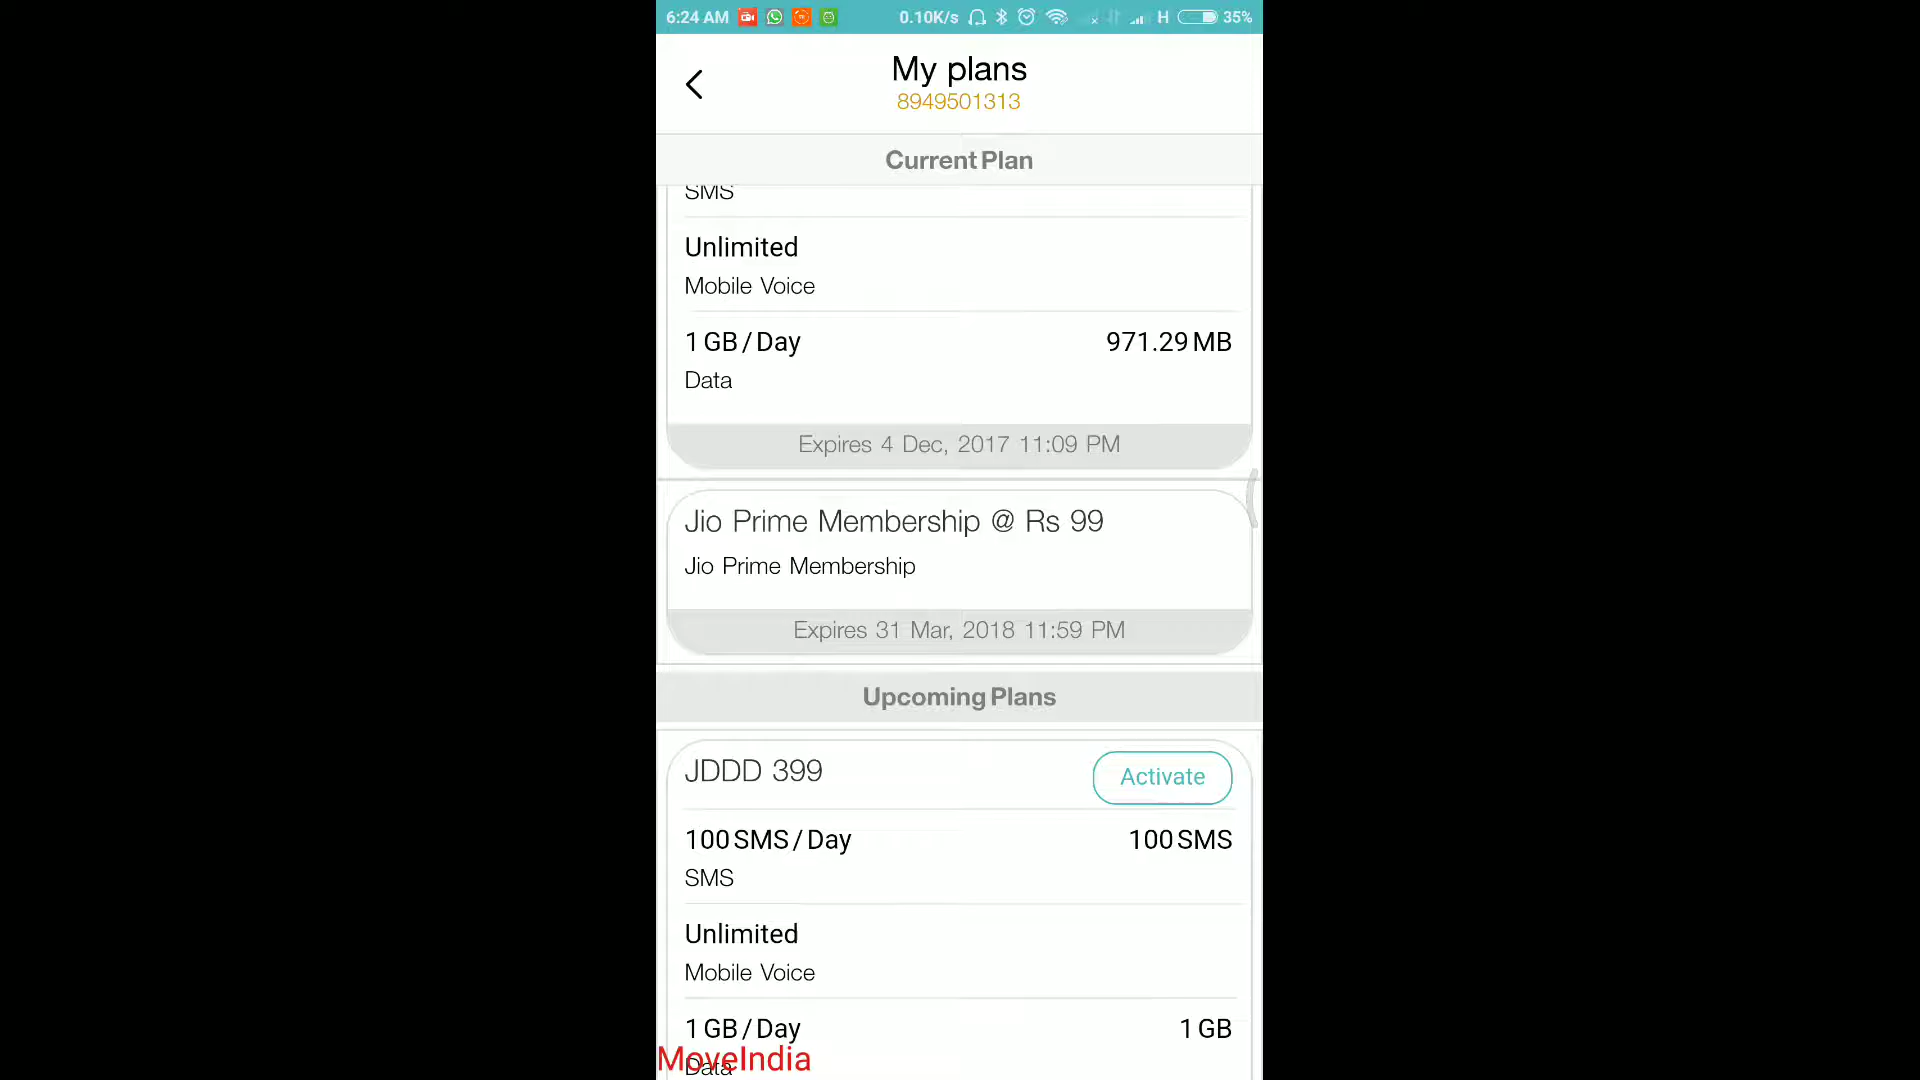 6:24 AM 0.10K/s H 35%
My plans
8949501313
Current Plan
SMS
Unlimited
Mobile Voice
1 GB / Day 971.29 MB
Data
Expires 4 Dec, 2017 11:09 PM
Jio Prime Membership @ Rs 99
Jio Prime Membership
Expires 31 Mar, 2018 11:59 PM
Upcoming Plans
JDDD 399 Activate
100 SMS / Day 100 SMS
SMS
Unlimited
Mobile Voice
1 GB / Day 1 GB
MoveIndia
Data